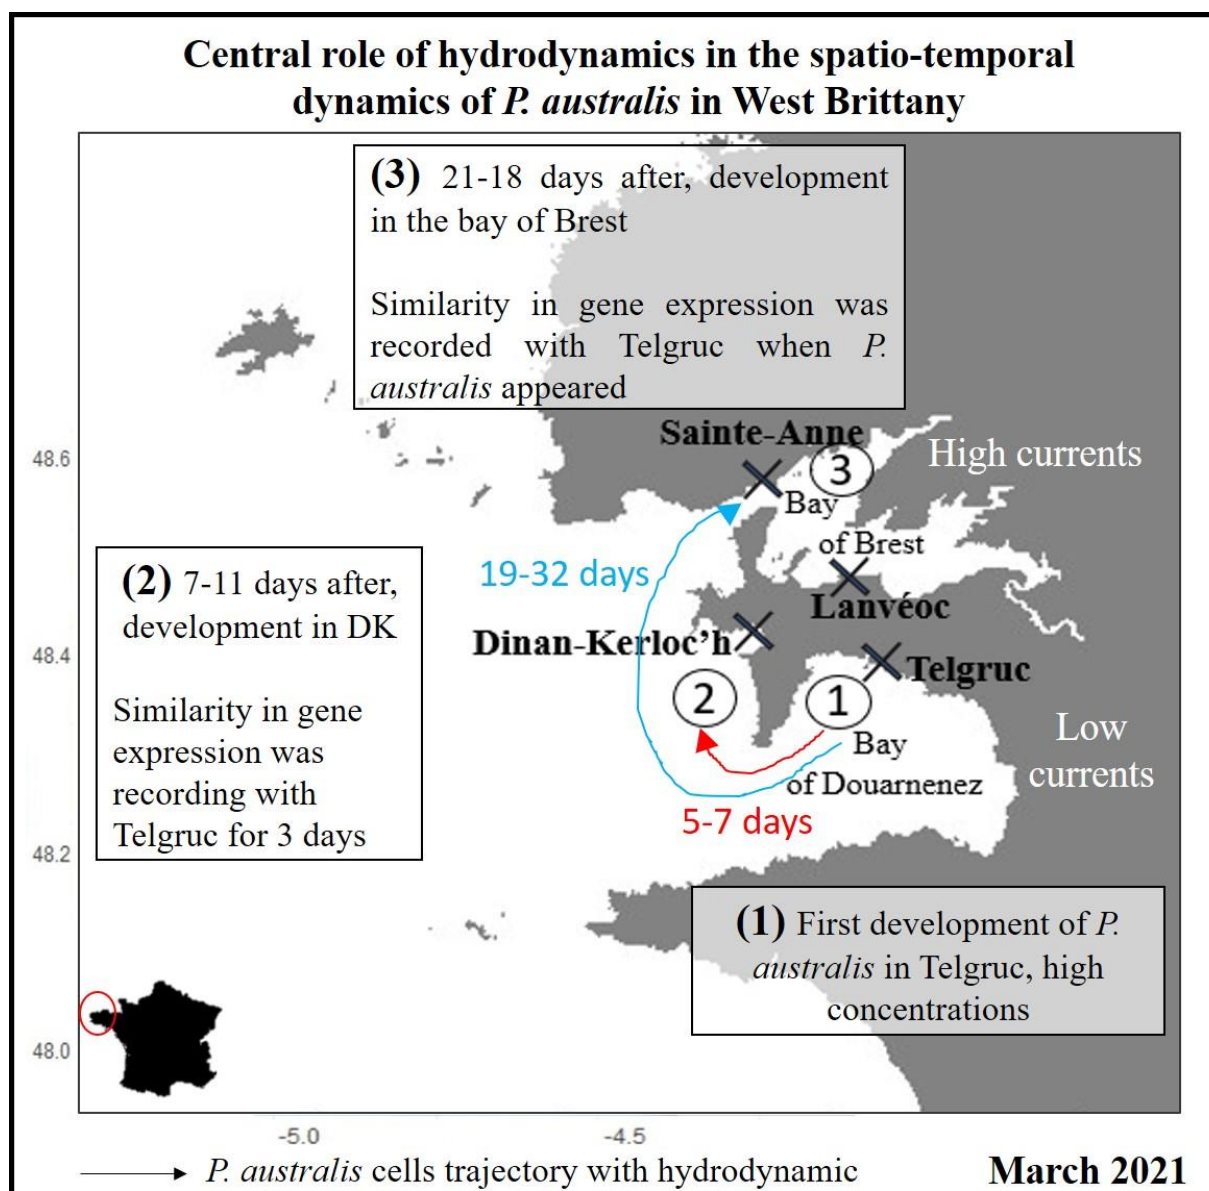 Central role of hydrodynamics in the spatio-temporal
dynamics of P. australis in West Brittany
(3) 21-18 days after, development
in the bay of Brest
Similarity in gene expression was
recorded with Telgruc when P.
australis appeared
Sainte-Anne
3
High currents
48.6
Bay
of Brest
19-32 days
(2) 7-11 days after,
development in DK
Similarity in gene
expression was
recording with
Telgruc for 3 days
Lanvéoc
Dinan-Kerloc'h
48.4
Telgruc
2
1
Low
currents
Bay
of Douarnenez
5-7 days
48.2
(1) First development of P.
australis in Telgruc, high
concentrations
48.0
-5.0
-4.5
P. australis cells trajectory with hydrodynamic
March 2021